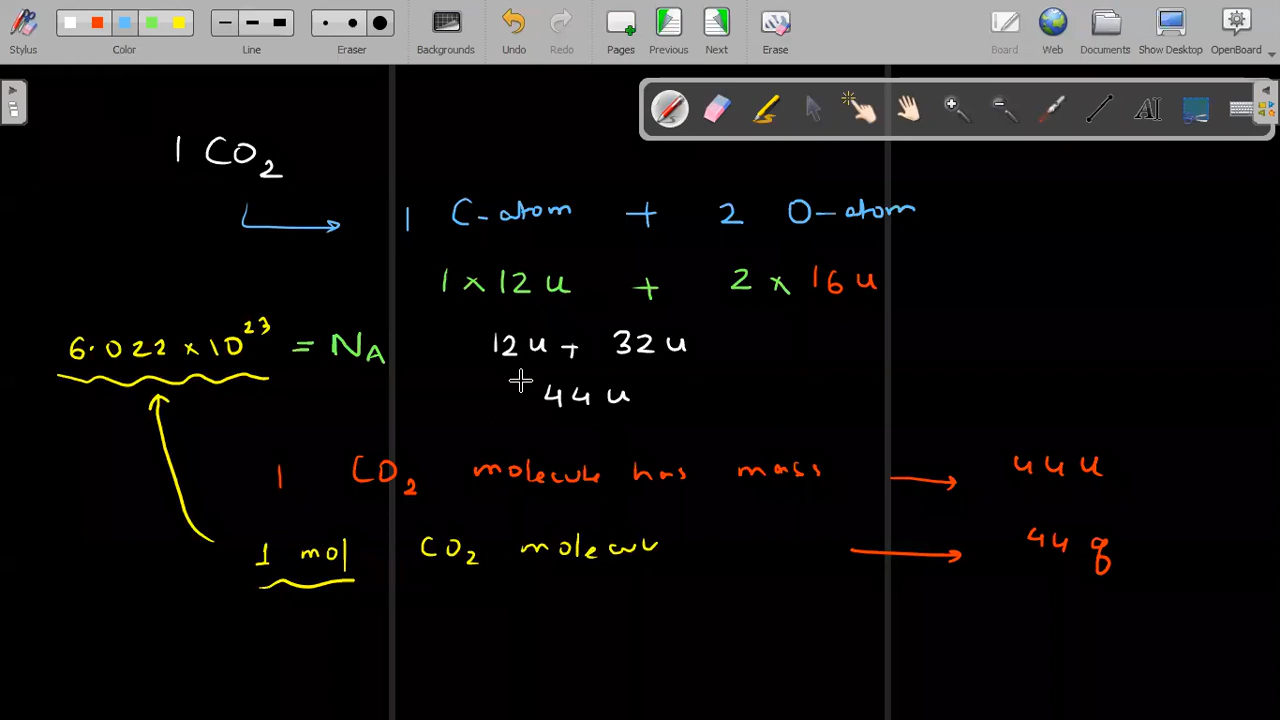 Stylus Color Line Eraser Backgrounds Undo Redo Pages Previous Next Erase Board Web Documents Show Desktop OpenBoard
1 CO2
1 C-atom + 2 O-atom
1 × 12 u + 2 × 16 u
6.022 × 10^23 = NA
12 u + 32 u
44 u
1 CO2 molecule has mass → 44 u
1 mol CO2 molecul → 44 g